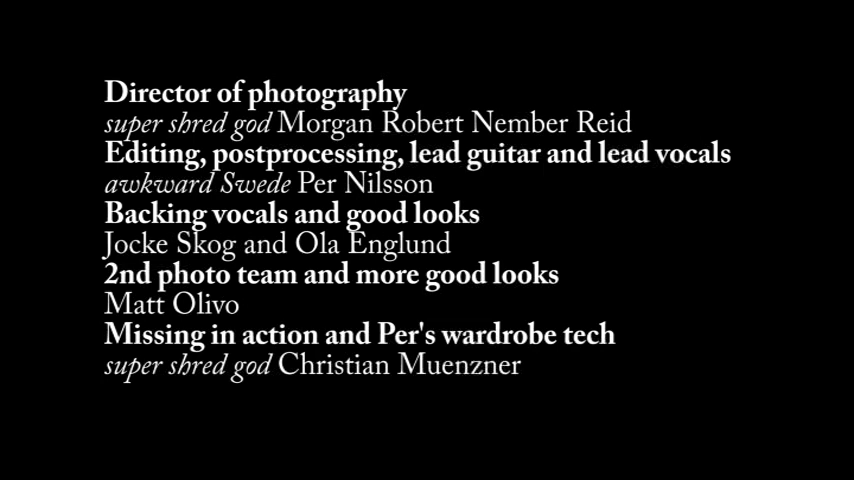 Director of photography
super shred god Morgan Robert Nember Reid
Editing, postprocessing, lead guitar and lead vocals
awkward Swede Per Nilsson
Backing vocals and good looks
Jocke Skog and Ola Englund
2nd photo team and more good looks
Matt Olivo
Missing in action and Per's wardrobe tech
super shred god Christian Muenzner